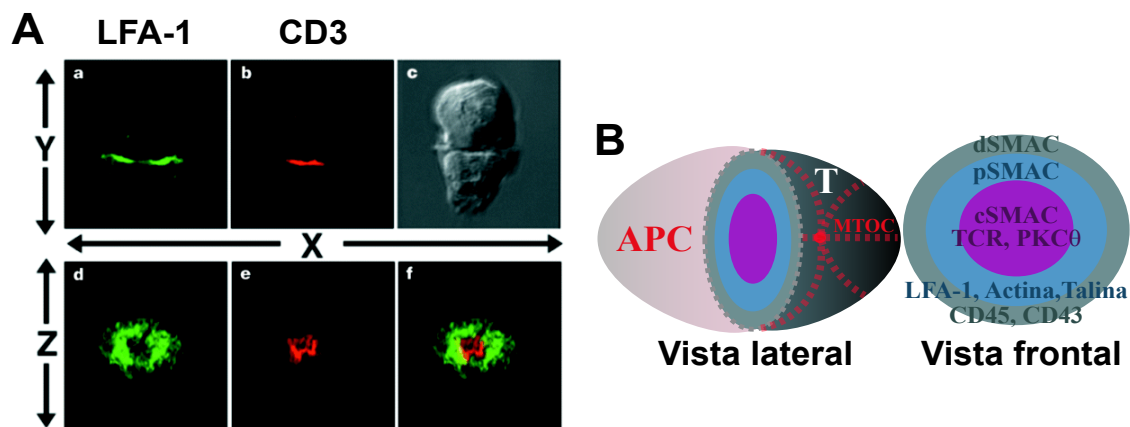 A
LFA-1 CD3
a b c
Y
X
d e f
Z
B
APC
T
MTOC
Vista lateral
dSMAC
pSMAC
cSMAC
TCR, PKCθ
LFA-1, Actina,Talina
CD45, CD43
Vista frontal